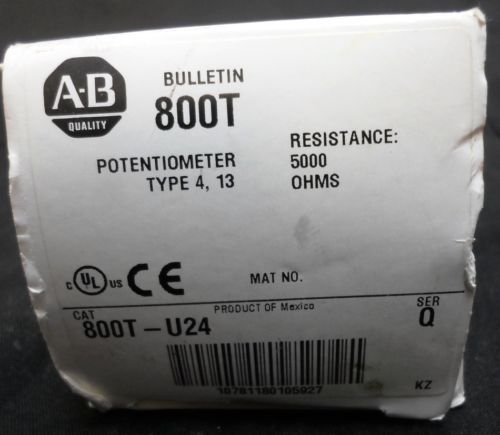 A-B
QUALITY
BULLETIN
800T
POTENTIOMETER
TYPE 4, 13
RESISTANCE:
5000
OHMS
C UL US CE
MAT NO.
PRODUCT OF Mexico
CAT
800T-U24
SER
Q
10781180105927
KZ